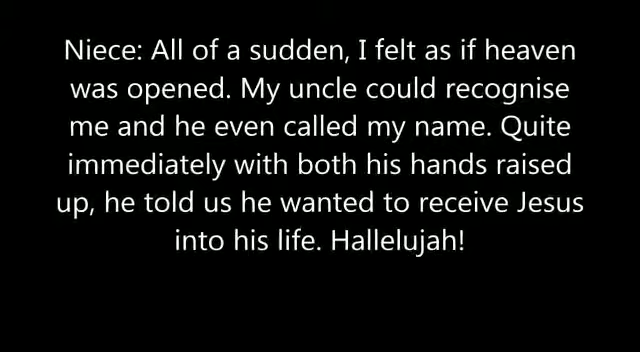 Niece: All of a sudden, I felt as if heaven
was opened. My uncle could recognise
me and he even called my name. Quite
immediately with both his hands raised
up, he told us he wanted to receive Jesus
into his life. Hallelujah!